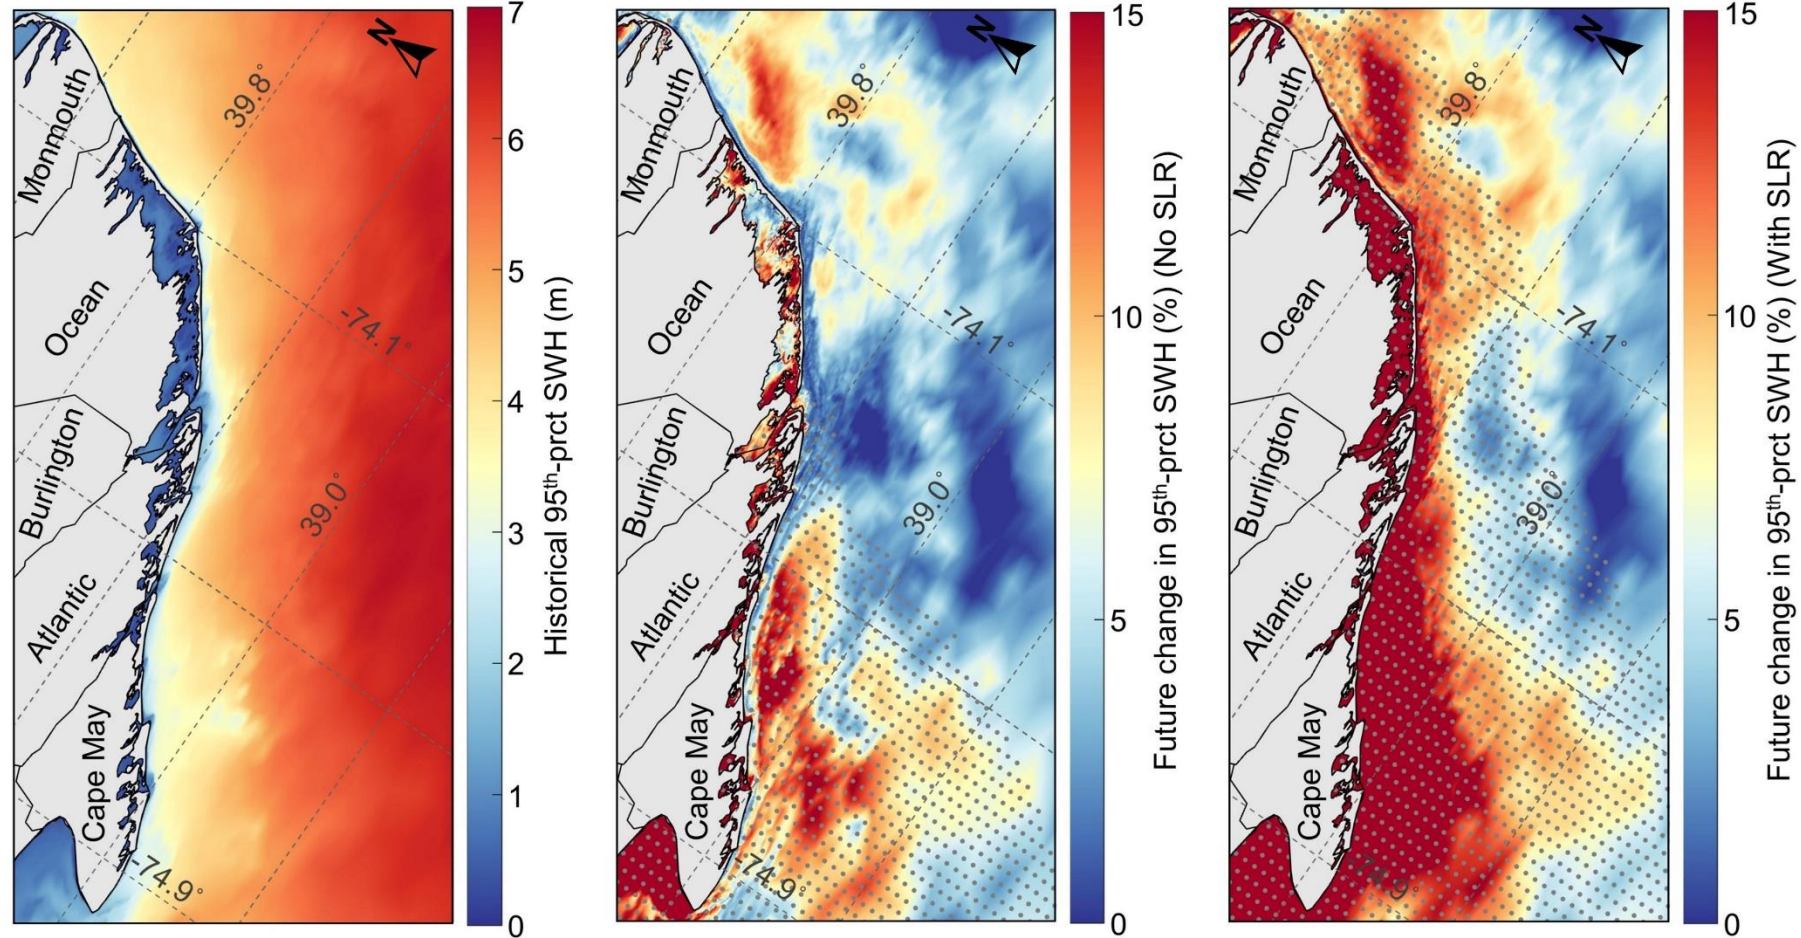 N
Monmouth
39.8°
Ocean
-74.1°
Burlington
39.0°
Atlantic
Cape May
-74.9°
7
6
5
4
3
2
1
0
Historical 95th-prct SWH (m)
N
Monmouth
39.8°
Ocean
-74.1°
Burlington
39.0°
Atlantic
Cape May
-74.9°
15
10
5
0
Future change in 95th-prct SWH (%) (No SLR)
N
Monmouth
39.8°
Ocean
-74.1°
Burlington
39.0°
Atlantic
Cape May
-74.9°
15
10
5
0
Future change in 95th-prct SWH (%) (With SLR)